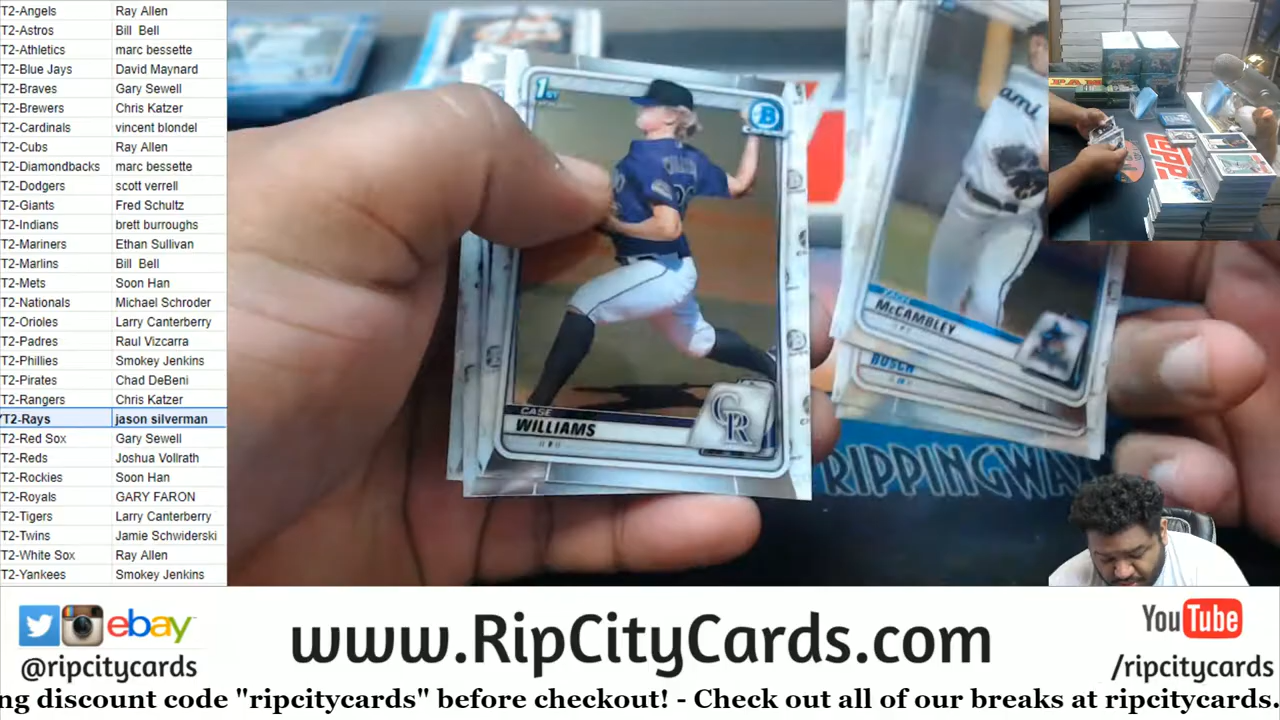 T2-Angels Ray Allen
T2-Astros Bill Bell
T2-Athletics marc bessette
T2-Blue Jays David Maynard
T2-Braves Gary Sewell
T2-Brewers Chris Katzer
T2-Cardinals vincent blondel
T2-Cubs Ray Allen
T2-Diamondbacks marc bessette
T2-Dodgers scott verrell
T2-Giants Fred Schultz
T2-Indians brett burroughs
T2-Mariners Ethan Sullivan
T2-Marlins Bill Bell
T2-Mets Soon Han
T2-Nationals Michael Schroder
T2-Orioles Larry Canterberry
T2-Padres Raul Vizcarra
T2-Phillies Smokey Jenkins
T2-Pirates Chad DeBeni
T2-Rangers Chris Katzer
T2-Rays jason silverman
T2-Red Sox Gary Sewell
T2-Reds Joshua Vollrath
T2-Rockies Soon Han
T2-Royals GARY FARON
T2-Tigers Larry Canterberry
T2-Twins Jamie Schwiderski
T2-White Sox Ray Allen
T2-Yankees Smokey Jenkins
1ST
B
CASE
WILLIAMS
CR
ami
McCAMBLEY
BUSCH
RIPPINGWAX
TOPPS
ebay
@ripcitycards
www.RipCityCards.com
YouTube
/ripcitycards
ng discount code "ripcitycards" before checkout! - Check out all of our breaks at ripcitycards.